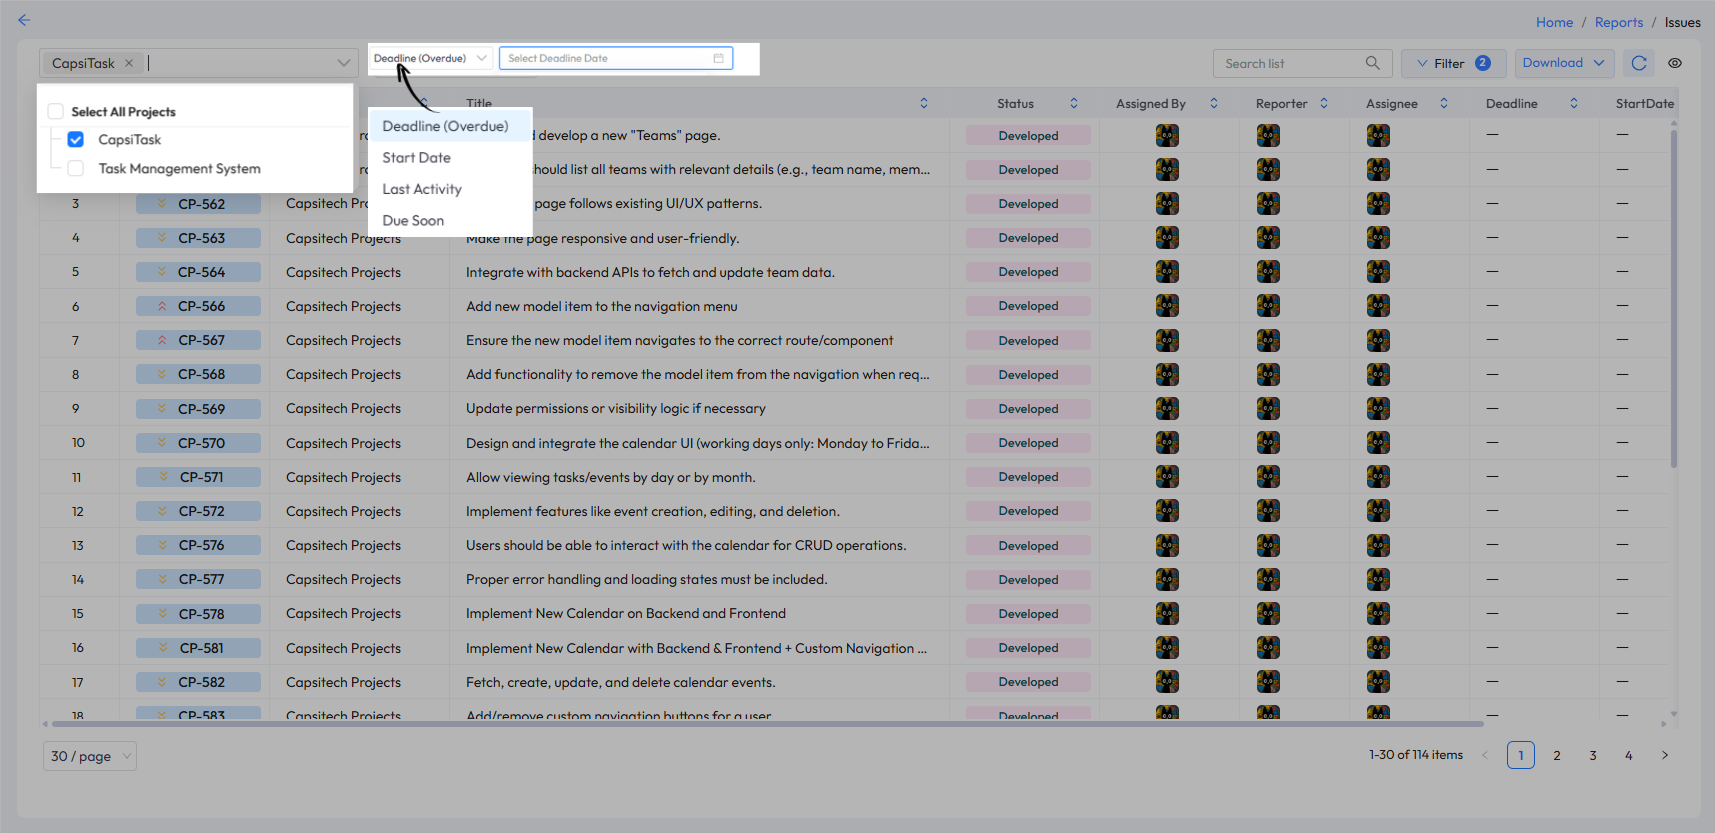 Home / Reports / Issues
CapsiTask
Deadline (Overdue)
Select Deadline Date
Search list
Filter 2
Download
Select All Projects
CapsiTask
Task Management System
Deadline (Overdue)
Start Date
Last Activity
Due Soon
Title Status Assigned By Reporter Assignee Deadline StartDate
develop a new "Teams" page. Developed — —
should list all teams with relevant details (e.g., team name, mem... Developed — —
3 CP-562 Capsitech page follows existing UI/UX patterns. Developed — —
4 CP-563 Capsitech Projects Make the page responsive and user-friendly. Developed — —
5 CP-564 Capsitech Projects Integrate with backend APIs to fetch and update team data. Developed — —
6 CP-566 Capsitech Projects Add new model item to the navigation menu Developed — —
7 CP-567 Capsitech Projects Ensure the new model item navigates to the correct route/component Developed — —
8 CP-568 Capsitech Projects Add functionality to remove the model item from the navigation when req... Developed — —
9 CP-569 Capsitech Projects Update permissions or visibility logic if necessary Developed — —
10 CP-570 Capsitech Projects Design and integrate the calendar UI (working days only: Monday to Frida... Developed — —
11 CP-571 Capsitech Projects Allow viewing tasks/events by day or by month. Developed — —
12 CP-572 Capsitech Projects Implement features like event creation, editing, and deletion. Developed — —
13 CP-576 Capsitech Projects Users should be able to interact with the calendar for CRUD operations. Developed — —
14 CP-577 Capsitech Projects Proper error handling and loading states must be included. Developed — —
15 CP-578 Capsitech Projects Implement New Calendar on Backend and Frontend Developed — —
16 CP-581 Capsitech Projects Implement New Calendar with Backend & Frontend + Custom Navigation ... Developed — —
17 CP-582 Capsitech Projects Fetch, create, update, and delete calendar events. Developed — —
18 CP-583 Capsitech Projects Add/remove custom navigation buttons for a user Developed — —
30 / page
1-30 of 114 items
1 2 3 4